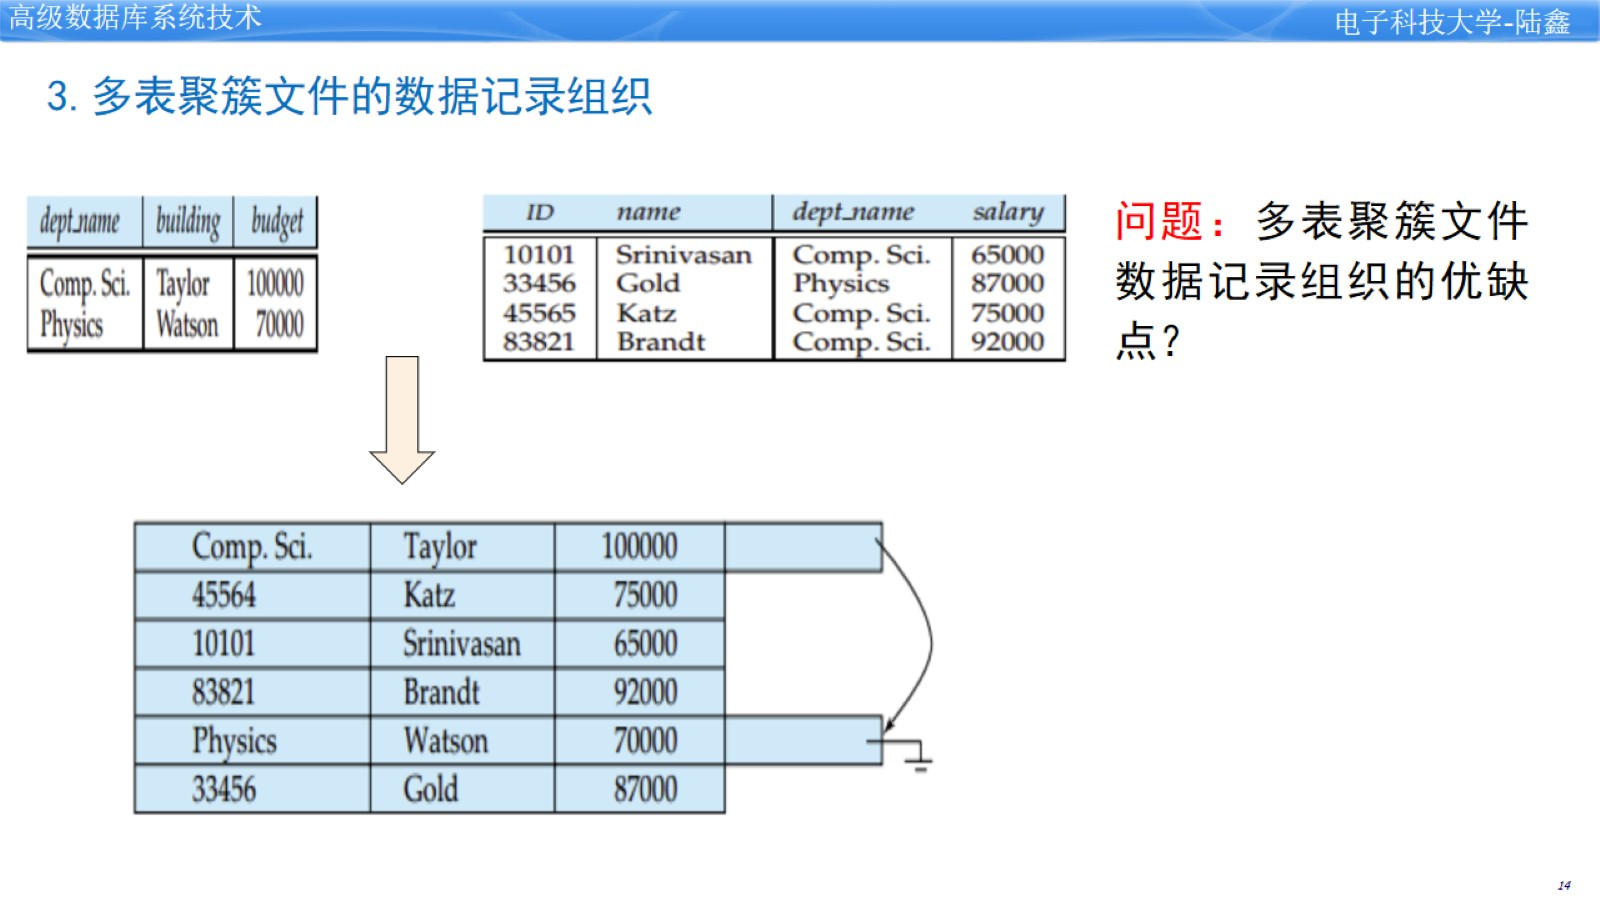 高级数据库系统技术
电子科技大学-陆鑫
3. 多表聚簇文件的数据记录组织
dept_name building budget
Comp. Sci. Taylor 100000
Physics Watson 70000
ID name dept_name salary
10101 Srinivasan Comp. Sci. 65000
33456 Gold Physics 87000
45565 Katz Comp. Sci. 75000
83821 Brandt Comp. Sci. 92000
问题：多表聚簇文件
数据记录组织的优缺
点？
Comp. Sci. Taylor 100000
45564 Katz 75000
10101 Srinivasan 65000
83821 Brandt 92000
Physics Watson 70000
33456 Gold 87000
14